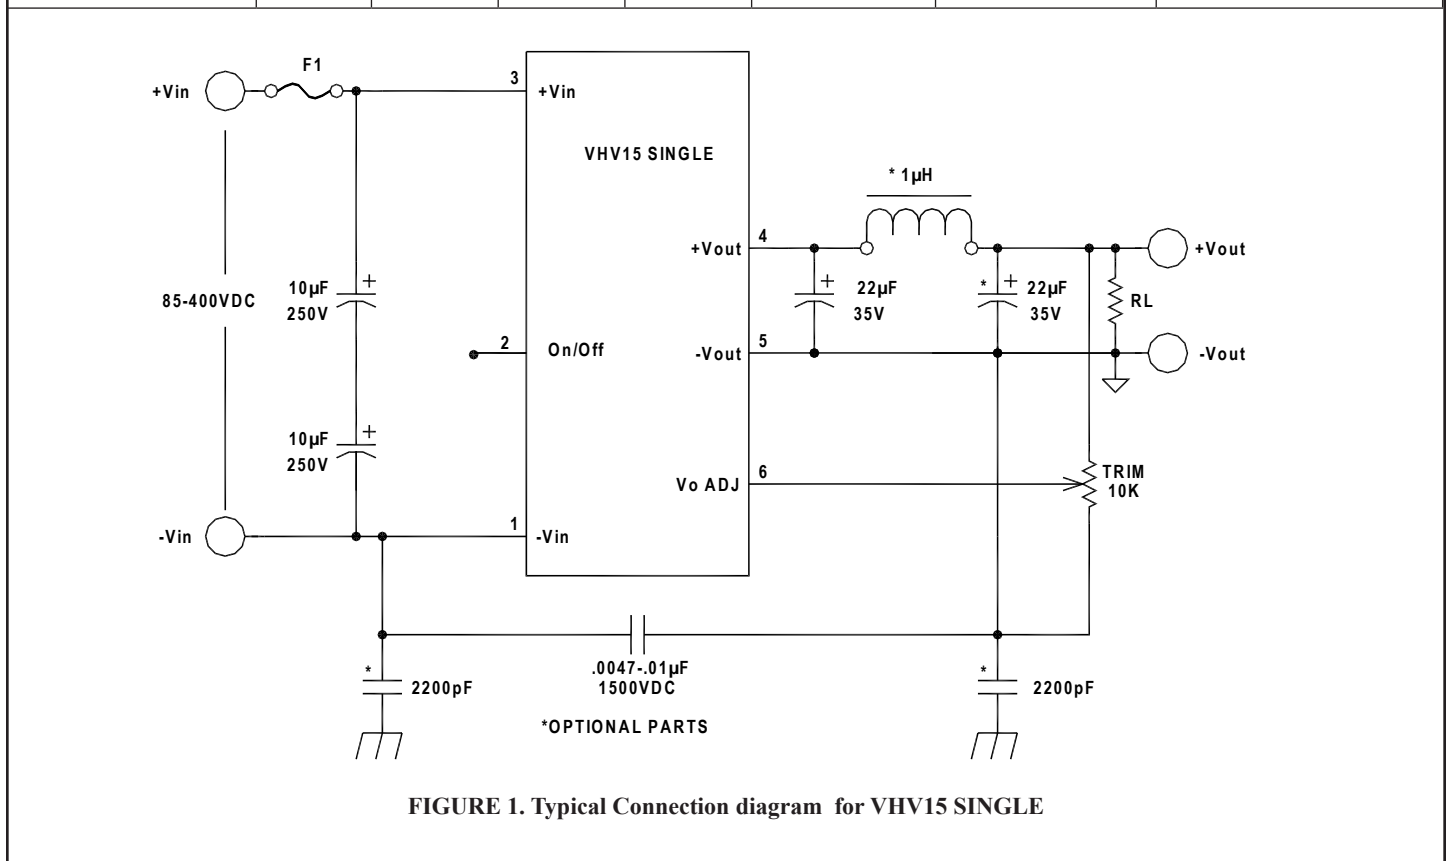 F1
+Vin
3
+Vin
VHV15 SINGLE
* 1µH
4
+Vout
+Vout
85-400VDC
10µF
250V
+
22µF
35V
+
*
22µF
35V
+
RL
2
On/Off
5
-Vout
-Vout
10µF
250V
+
6
Vo ADJ
TRIM
10K
-Vin
1
-Vin
.0047-.01µF
1500VDC
*
2200pF
*
2200pF
*OPTIONAL PARTS
FIGURE 1. Typical Connection diagram for VHV15 SINGLE